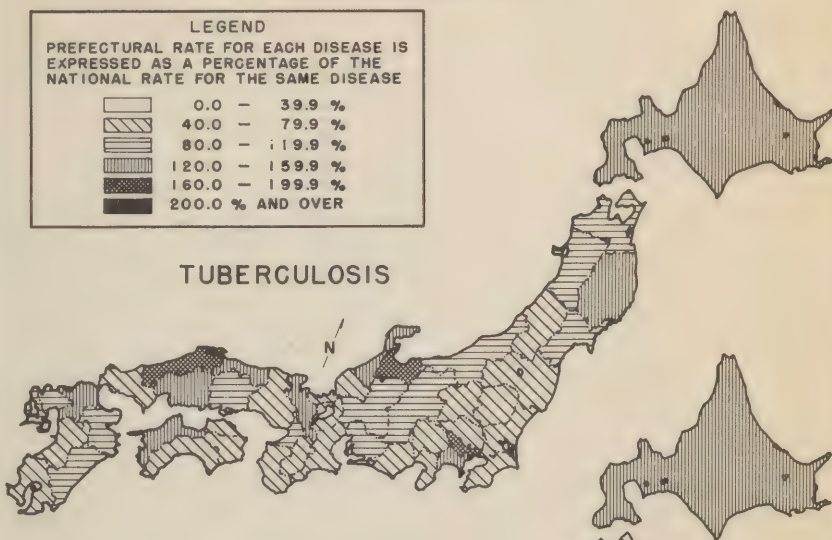 LEGEND
PREFECTURAL RATE FOR EACH DISEASE IS
EXPRESSED AS A PERCENTAGE OF THE
NATIONAL RATE FOR THE SAME DISEASE
0.0 – 39.9 %
40.0 – 79.9 %
80.0 – 119.9 %
120.0 – 159.9 %
160.0 – 199.9 %
200.0 % AND OVER
TUBERCULOSIS
N